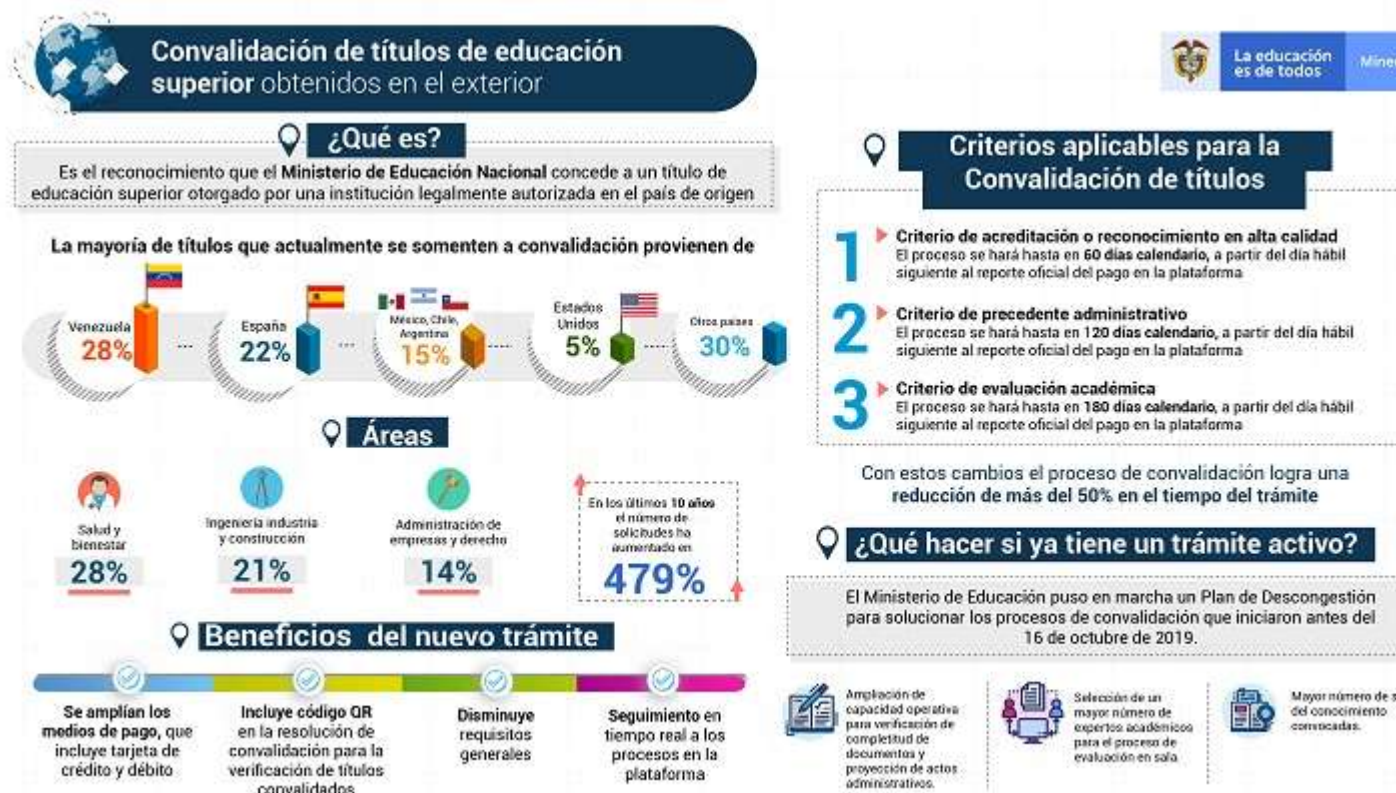 Convalidación de títulos de educación
superior obtenidos en el exterior
¿Qué es?
Es el reconocimiento que el Ministerio de Educación Nacional concede a un título de
educación superior otorgado por una institución legalmente autorizada en el país de origen
La mayoría de títulos que actualmente se someten a convalidación provienen de
Venezuela
28%
España
22%
México, Chile,
Argentina
15%
Estados
Unidos
5%
Otros países
30%
Áreas
Salud y
bienestar
28%
Ingeniería industria
y construcción
21%
Administración de
empresas y derecho
14%
En los últimos 10 años
el número de
solicitudes ha
aumentado en
479%
Beneficios del nuevo trámite
Se amplían los
medios de pago, que
incluye tarjeta de
crédito y débito
Incluye código QR
en la resolución de
convalidación para la
verificación de títulos
convalidados
Disminuye
requisitos
generales
Seguimiento en
tiempo real a los
procesos en la
plataforma
La educación
es de todos
Mine
Criterios aplicables para la
Convalidación de títulos
1
Criterio de acreditación o reconocimiento en alta calidad
El proceso se hará hasta en 60 días calendario, a partir del día hábil
siguiente al reporte oficial del pago en la plataforma
2
Criterio de precedente administrativo
El proceso se hará hasta en 120 días calendario, a partir del día hábil
siguiente al reporte oficial del pago en la plataforma
3
Criterio de evaluación académica
El proceso se hará hasta en 180 días calendario, a partir del día hábil
siguiente al reporte oficial del pago en la plataforma
Con estos cambios el proceso de convalidación logra una
reducción de más del 50% en el tiempo del trámite
¿Qué hacer si ya tiene un trámite activo?
El Ministerio de Educación puso en marcha un Plan de Descongestión
para solucionar los procesos de convalidación que iniciaron antes del
16 de octubre de 2019.
Ampliación de
capacidad operativa
para verificación de
completitud de
documentos y
proyección de actos
administrativos.
Selección de un
mayor número de
expertos académicos
para el proceso de
evaluación en sala
Mayor número de s
del conocimiento
convocadas.